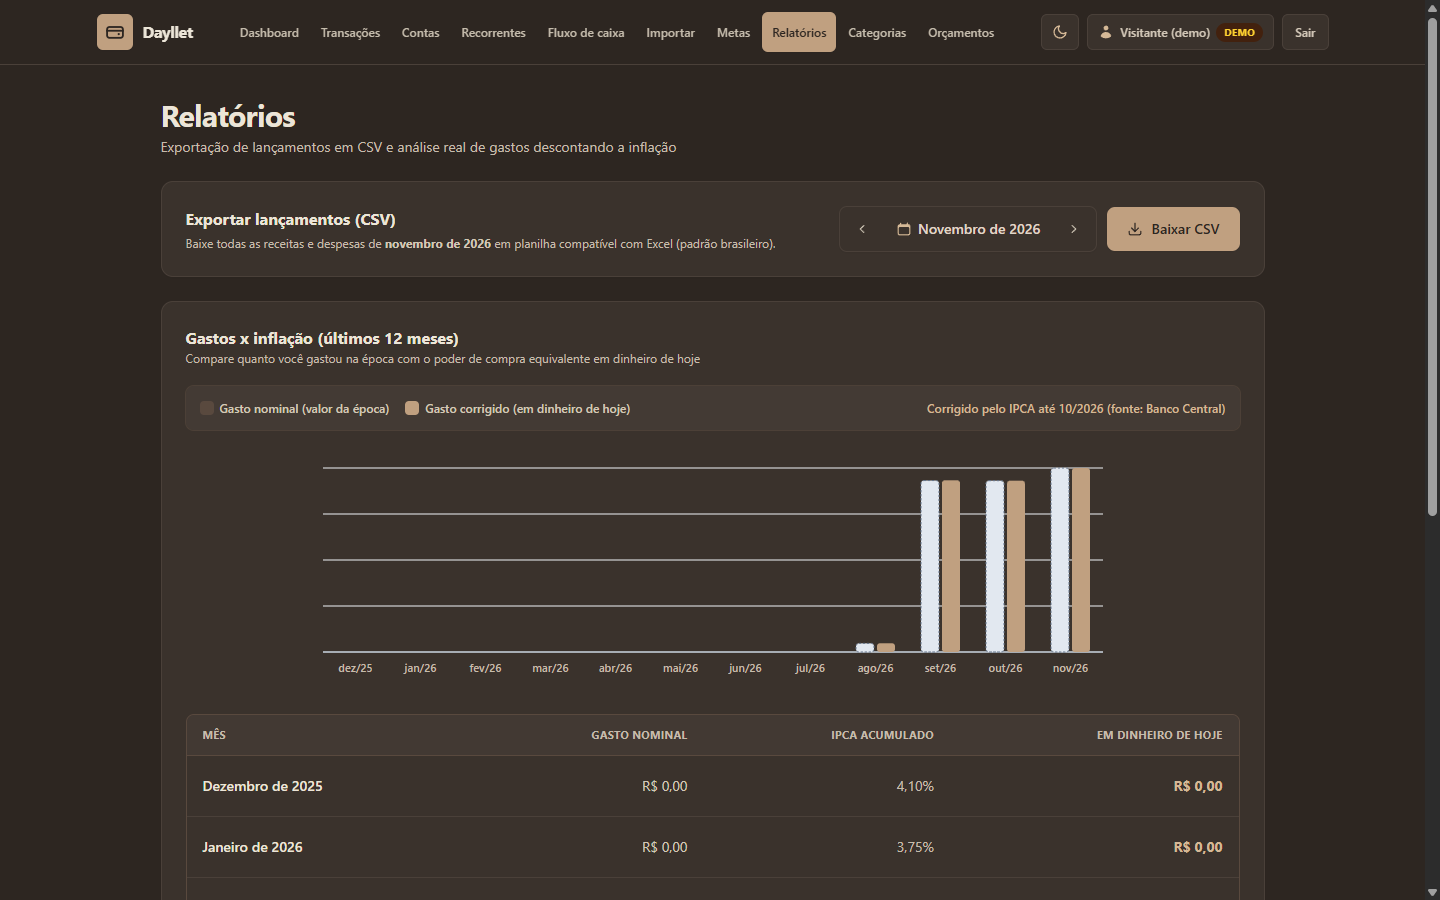 Dayllet
Dashboard Transações Contas Recorrentes Fluxo de caixa Importar Metas Relatórios Categorias Orçamentos
Visitante (demo) DEMO Sair
Relatórios
Exportação de lançamentos em CSV e análise real de gastos descontando a inflação
Exportar lançamentos (CSV)
Baixe todas as receitas e despesas de novembro de 2026 em planilha compatível com Excel (padrão brasileiro).
Novembro de 2026
Baixar CSV
Gastos x inflação (últimos 12 meses)
Compare quanto você gastou na época com o poder de compra equivalente em dinheiro de hoje
Gasto nominal (valor da época) Gasto corrigido (em dinheiro de hoje) Corrigido pelo IPCA até 10/2026 (fonte: Banco Central)
dez/25 jan/26 fev/26 mar/26 abr/26 mai/26 jun/26 jul/26 ago/26 set/26 out/26 nov/26
MÊS GASTO NOMINAL IPCA ACUMULADO EM DINHEIRO DE HOJE
Dezembro de 2025 R$ 0,00 4,10% R$ 0,00
Janeiro de 2026 R$ 0,00 3,75% R$ 0,00